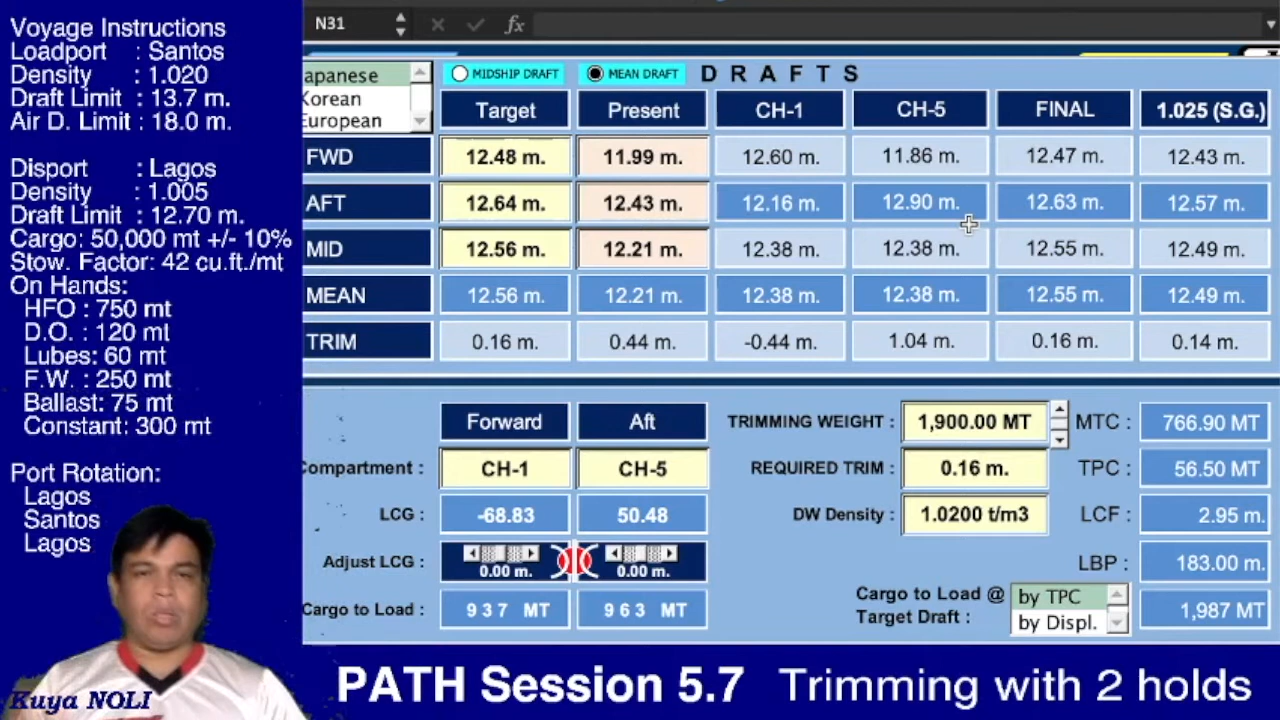 Voyage Instructions
Loadport : Santos
Density : 1.020
Draft Limit : 13.7 m.
Air D. Limit : 18.0 m.
Disport : Lagos
Density : 1.005
Draft Limit : 12.70 m.
Cargo: 50,000 mt +/- 10%
Stow. Factor: 42 cu.ft./mt
On Hands:
HFO : 750 mt
D.O. : 120 mt
Lubes: 60 mt
F.W. : 250 mt
Ballast: 75 mt
Constant: 300 mt
Port Rotation:
Lagos
Santos
Lagos
Kuya NOLI
N31 fx
apanese
Korean
European
MIDSHIP DRAFT MEAN DRAFT D R A F T S
Target Present CH-1 CH-5 FINAL 1.025 (S.G.)
FWD 12.48 m. 11.99 m. 12.60 m. 11.86 m. 12.47 m. 12.43 m.
AFT 12.64 m. 12.43 m. 12.16 m. 12.90 m. 12.63 m. 12.57 m.
MID 12.56 m. 12.21 m. 12.38 m. 12.38 m. 12.55 m. 12.49 m.
MEAN 12.56 m. 12.21 m. 12.38 m. 12.38 m. 12.55 m. 12.49 m.
TRIM 0.16 m. 0.44 m. -0.44 m. 1.04 m. 0.16 m. 0.14 m.
Forward Aft TRIMMING WEIGHT : 1,900.00 MT MTC : 766.90 MT
Compartment : CH-1 CH-5 REQUIRED TRIM : 0.16 m. TPC : 56.50 MT
LCG : -68.83 50.48 DW Density : 1.0200 t/m3 LCF : 2.95 m.
Adjust LCG : 0.00 m. 0.00 m. LBP : 183.00 m.
Cargo to Load : 937 MT 963 MT Cargo to Load @ Target Draft : by TPC by Displ. 1,987 MT
PATH Session 5.7 Trimming with 2 holds